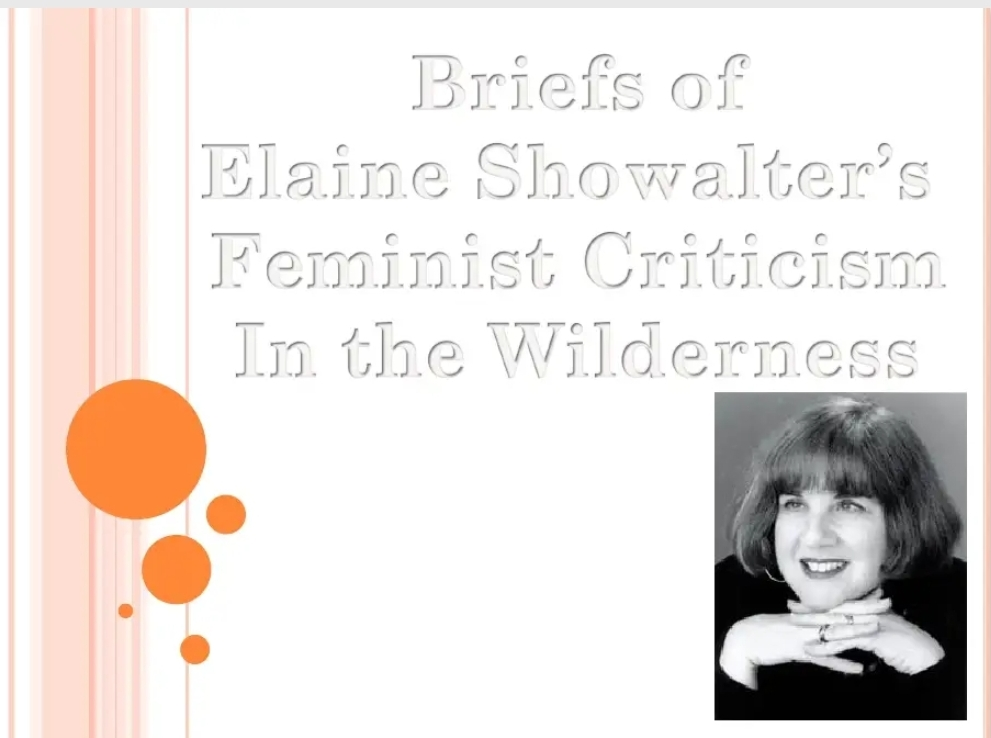 Briefs of
Elaine Showalter’s
Feminist Criticism
In the Wilderness